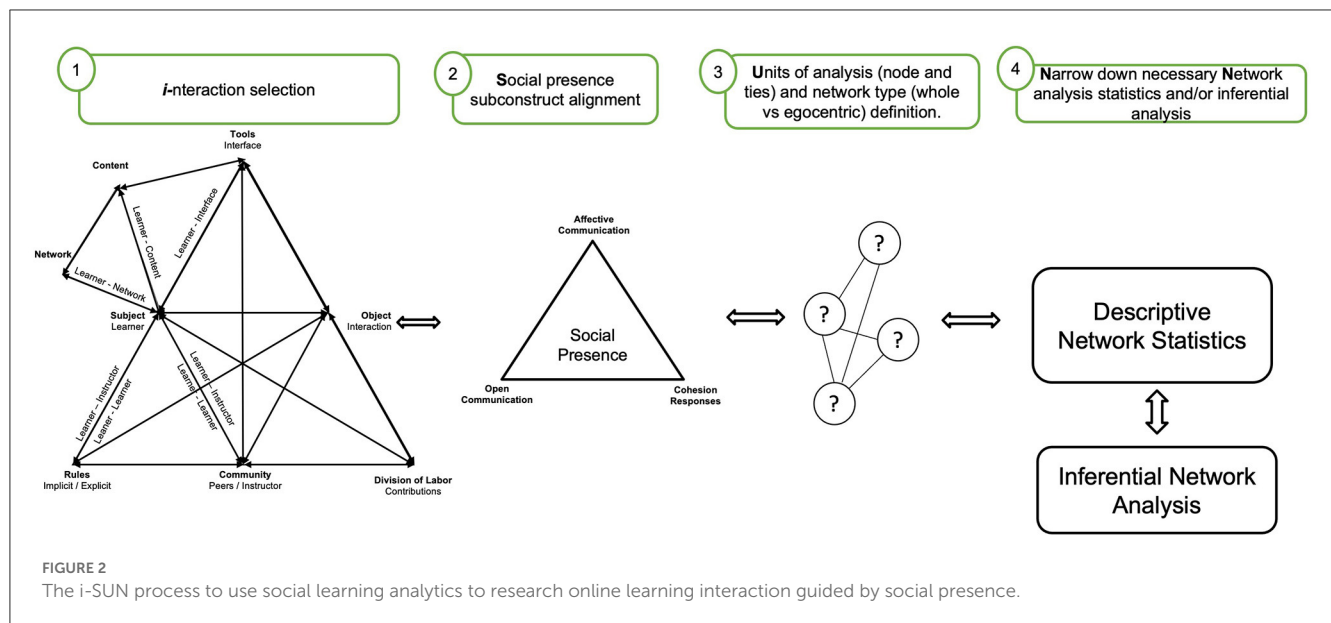 1
i-nteraction selection
2
Social presence
subconstruct alignment
3
Units of analysis (node and
ties) and network type (whole
vs egocentric) definition.
4
Narrow down necessary Network
analysis statistics and/or inferential
analysis
Tools
Interface
Content
Learner - Interface
Learner - Content
Network
Learner - Network
Subject
Learner
Object
Interaction
Learner – Instructor
Leaner - Learner
Learner – Instructor
Learner - Learner
Rules
Implicit / Explicit
Community
Peers / Instructor
Division of Labor
Contributions
Affective
Communication
Social
Presence
Open
Communication
Cohesion
Responses
?
?
?
?
Descriptive
Network Statistics
Inferential Network
Analysis
FIGURE 2
The i-SUN process to use social learning analytics to research online learning interaction guided by social presence.